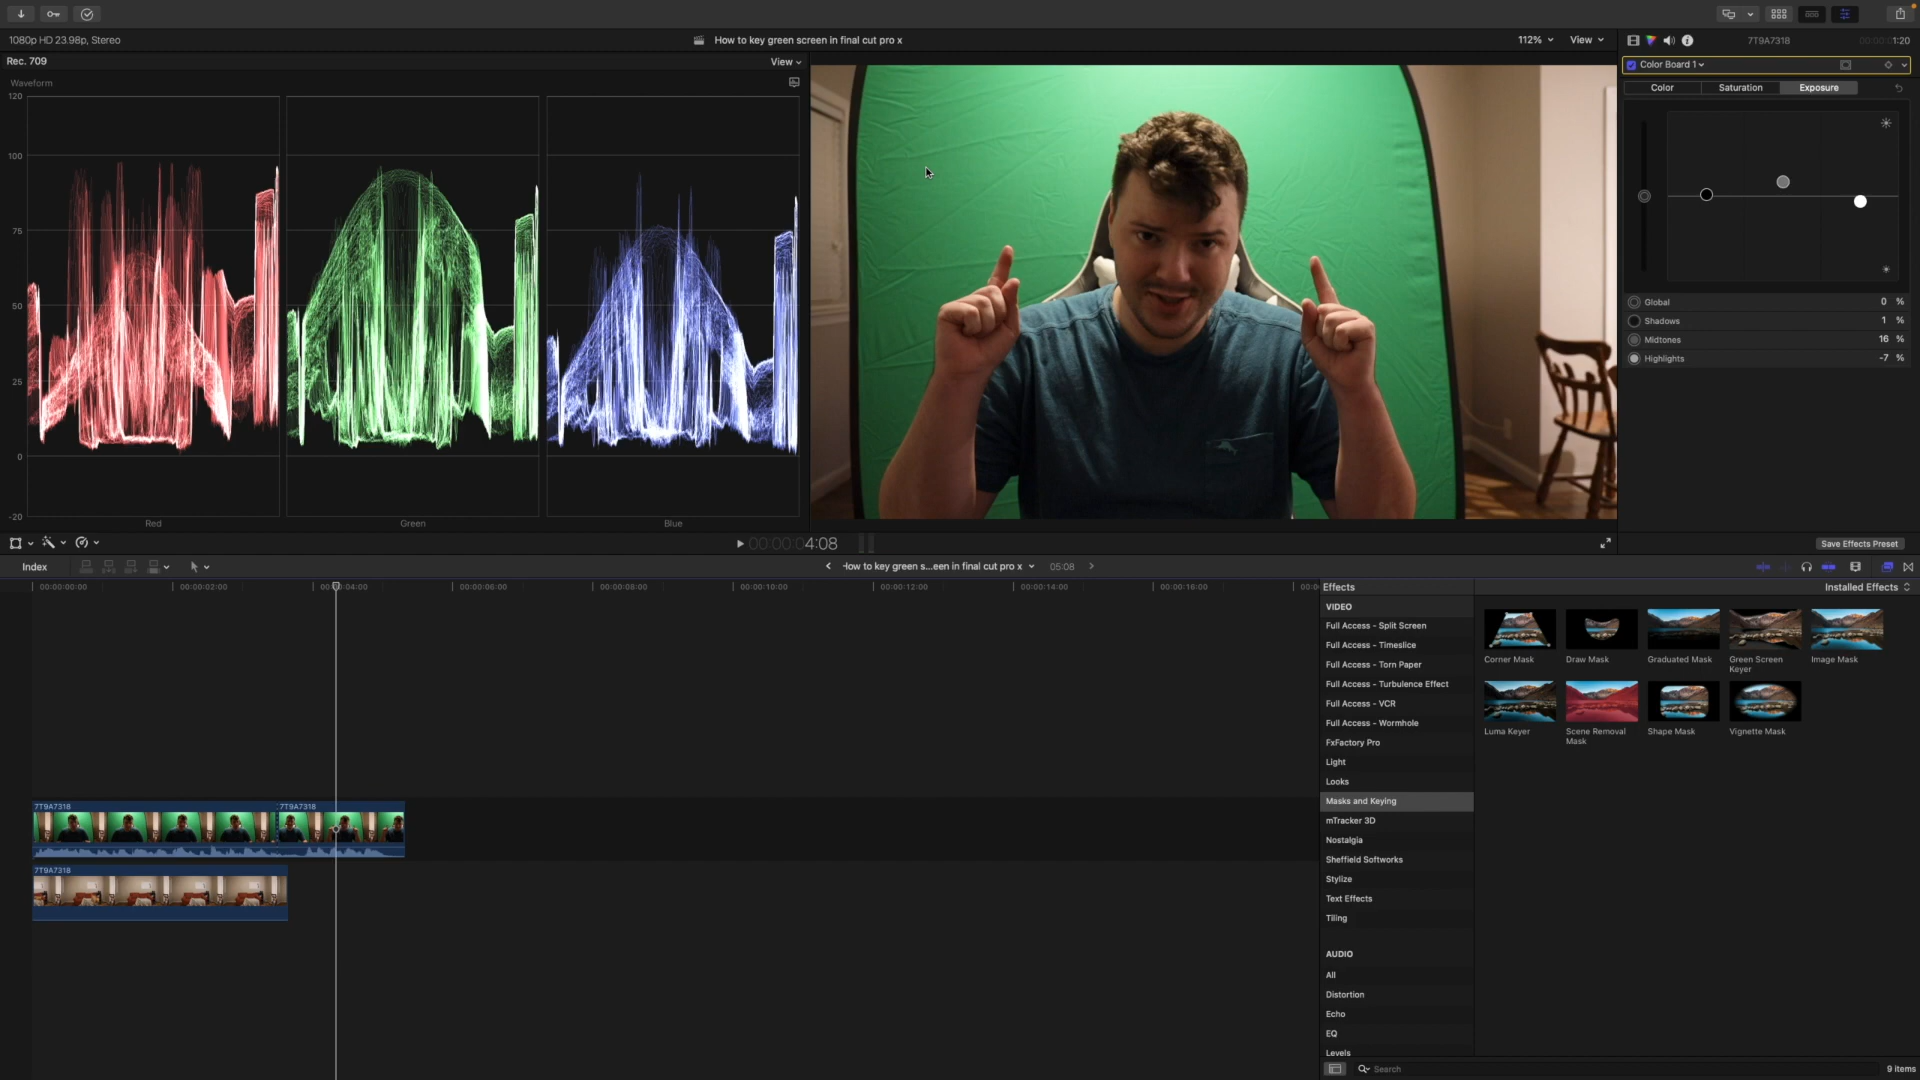 1080p HD 23.98p, Stereo
How to key green screen in final cut pro x
112%
View
7T9A7318
1:20
Rec. 709
View
Color Board 1
Waveform
Color
Saturation
Exposure
120
100
75
50
25
0
-20
Red
Green
Blue
Global
0 %
Shadows
1 %
Midtones
16 %
Highlights
-7 %
00:00:04:08
Save Effects Preset
Index
How to key green s...een in final cut pro x
05:08
00:00:00:00
00:00:02:00
00:00:04:00
00:00:06:00
00:00:08:00
00:00:10:00
00:00:12:00
00:00:14:00
00:00:16:00
Effects
Installed Effects
VIDEO
Full Access - Split Screen
Full Access - Timeslice
Full Access - Torn Paper
Full Access - Turbulence Effect
Full Access - VCR
Full Access - Wormhole
FxFactory Pro
Light
Looks
Masks and Keying
mTracker 3D
Nostalgia
Sheffield Softworks
Stylize
Text Effects
Tiling
AUDIO
All
Distortion
Echo
EQ
Levels
Corner Mask
Draw Mask
Graduated Mask
Green Screen
Keyer
Image Mask
Luma Keyer
Scene Removal
Mask
Shape Mask
Vignette Mask
7T9A7318
7T9A7318
7T9A7318
Search
9 items